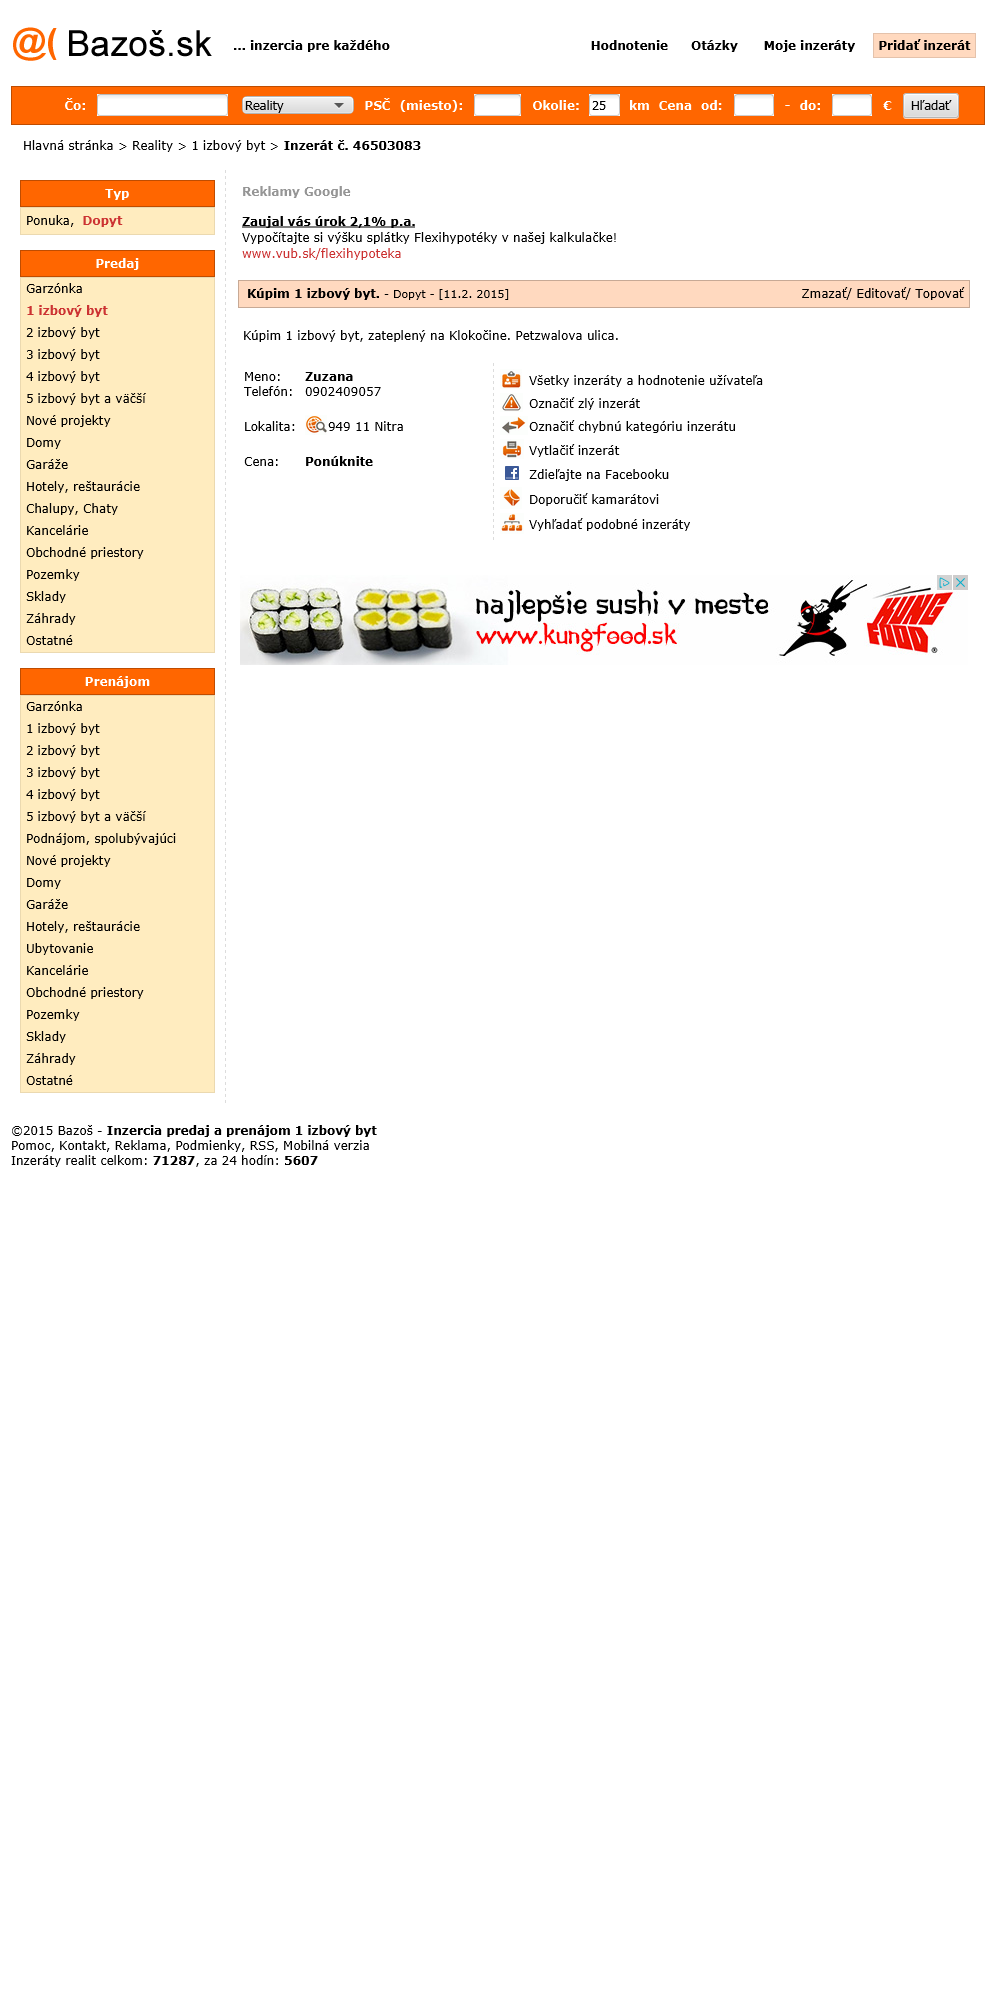 @( Bazoš.sk ... inzercia pre každého Hodnotenie Otázky Moje inzeráty Pridať inzerát
Čo: Reality PSČ (miesto): Okolie: 25 km Cena od: - do: € Hľadať
Hlavná stránka > Reality > 1 izbový byt > Inzerát č. 46503083
Typ
Ponuka, Dopyt
Predaj
Garzónka
1 izbový byt
2 izbový byt
3 izbový byt
4 izbový byt
5 izbový byt a väčší
Nové projekty
Domy
Garáže
Hotely, reštaurácie
Chalupy, Chaty
Kancelárie
Obchodné priestory
Pozemky
Sklady
Záhrady
Ostatné
Prenájom
Garzónka
1 izbový byt
2 izbový byt
3 izbový byt
4 izbový byt
5 izbový byt a väčší
Podnájom, spolubývajúci
Nové projekty
Domy
Garáže
Hotely, reštaurácie
Ubytovanie
Kancelárie
Obchodné priestory
Pozemky
Sklady
Záhrady
Ostatné
Reklamy Google
Zaujal vás úrok 2,1% p.a.
Vypočítajte si výšku splátky Flexihypotéky v našej kalkulačke!
www.vub.sk/flexihypoteka
Kúpim 1 izbový byt. - Dopyt - [11.2. 2015] Zmazať/ Editovať/ Topovať
Kúpim 1 izbový byt, zateplený na Klokočine. Petzwalova ulica.
Meno: Zuzana
Telefón: 0902409057
Lokalita: 949 11 Nitra
Cena: Ponúknite
Všetky inzeráty a hodnotenie užívateľa
Označiť zlý inzerát
Označiť chybnú kategóriu inzerátu
Vytlačiť inzerát
Zdieľajte na Facebooku
Doporučiť kamarátovi
Vyhľadať podobné inzeráty
najlepšie sushi v meste
www.kungfood.sk
KUNG
FOOD®
©2015 Bazoš - Inzercia predaj a prenájom 1 izbový byt
Pomoc, Kontakt, Reklama, Podmienky, RSS, Mobilná verzia
Inzeráty realit celkom: 71287, za 24 hodín: 5607